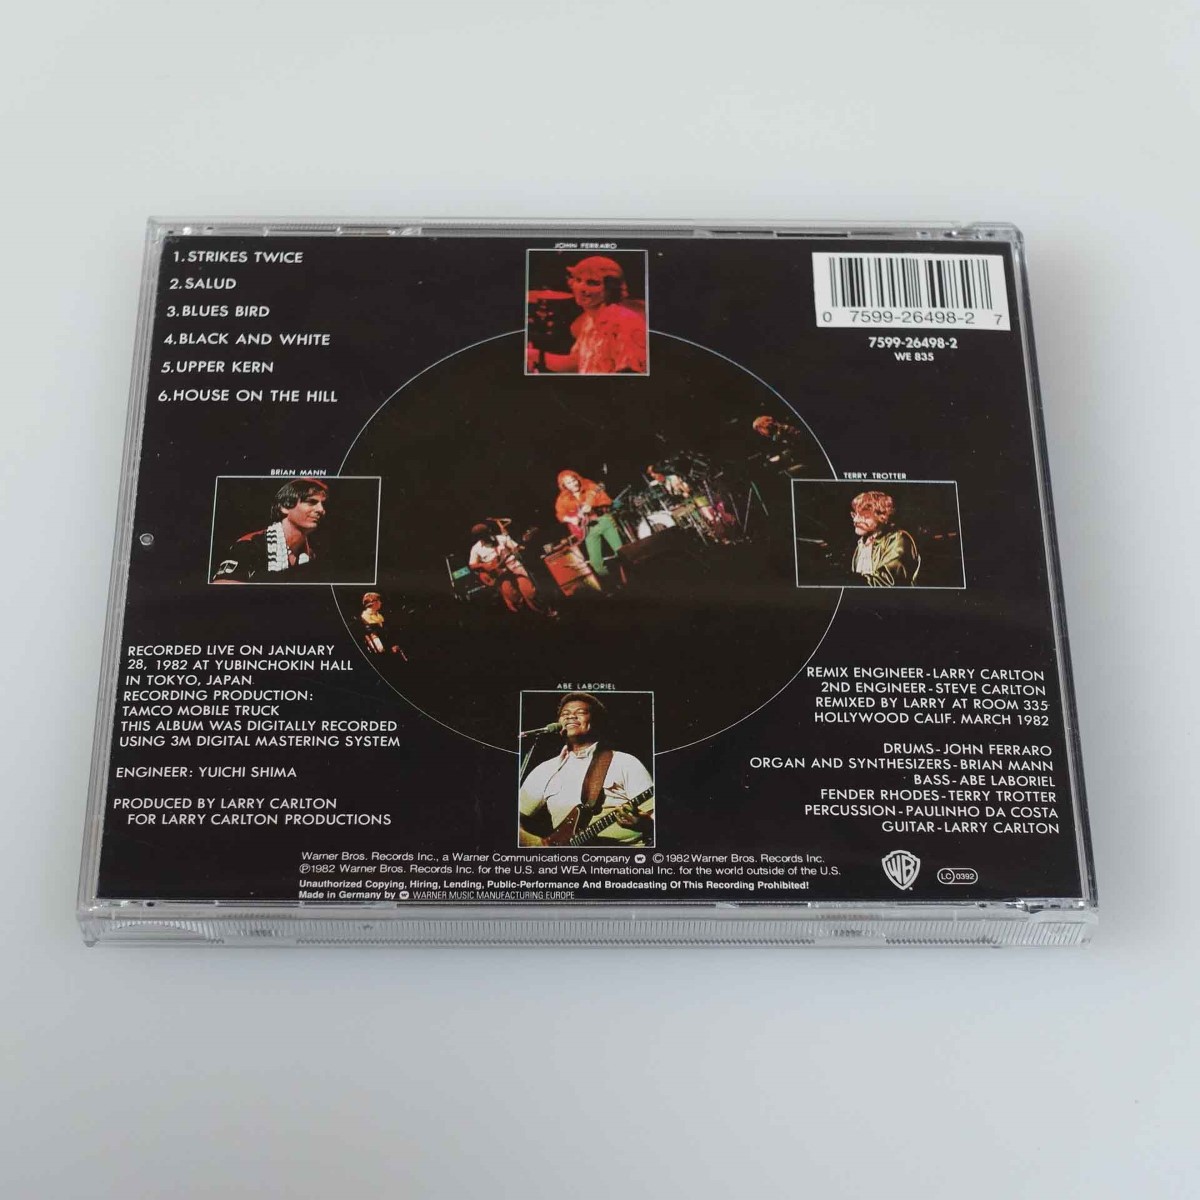 1.STRIKES TWICE
2.SALUD
3.BLUES BIRD
4.BLACK AND WHITE
5.UPPER KERN
6.HOUSE ON THE HILL
JOHN FERRARO
0 7599-26498-2 7
7599-26498-2
WE 835
BRIAN MANN
TERRY TROTTER
ABE LABORIEL
RECORDED LIVE ON JANUARY
28, 1982 AT YUBINCHOKIN HALL
IN TOKYO, JAPAN
RECORDING PRODUCTION:
TAMCO MOBILE TRUCK
THIS ALBUM WAS DIGITALLY RECORDED
USING 3M DIGITAL MASTERING SYSTEM
ENGINEER: YUICHI SHIMA
PRODUCED BY LARRY CARLTON
FOR LARRY CARLTON PRODUCTIONS
REMIX ENGINEER-LARRY CARLTON
2ND ENGINEER-STEVE CARLTON
REMIXED BY LARRY AT ROOM 335
HOLLYWOOD CALIF. MARCH 1982
DRUMS-JOHN FERRARO
ORGAN AND SYNTHESIZERS-BRIAN MANN
BASS-ABE LABORIEL
FENDER RHODES-TERRY TROTTER
PERCUSSION-PAULINHO DA COSTA
GUITAR-LARRY CARLTON
Warner Bros. Records Inc., a Warner Communications Company ©1982 Warner Bros. Records Inc.
℗1982 Warner Bros. Records Inc. for the U.S. and WEA International Inc. for the world outside of the U.S.
Unauthorized Copying, Hiring, Lending, Public-Performance And Broadcasting Of This Recording Prohibited!
Made in Germany by WARNER MUSIC MANUFACTURING EUROPE
WB
LC 0392